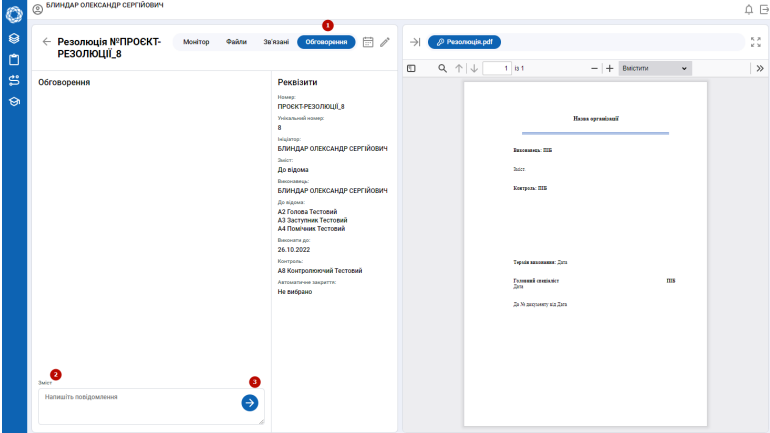 БЛИНДАР ОЛЕКСАНДР СЕРГІЙОВИЧ
1
Резолюція №ПРОЄКТ-
РЕЗОЛЮЦІЇ_8
Монітор
Файли
Зв'язані
Обговорення
Обговорення
Реквізити
Номер:
ПРОЄКТ-РЕЗОЛЮЦІЇ_8
Унікальний номер:
8
Ініціатор:
БЛИНДАР ОЛЕКСАНДР СЕРГІЙОВИЧ
Зміст:
До відома
Виконавець:
БЛИНДАР ОЛЕКСАНДР СЕРГІЙОВИЧ
До відома:
А2 Голова Тестовий
А3 Заступник Тестовий
А4 Помічник Тестовий
Виконати до:
26.10.2022
Контроль:
А8 Контролюючий Тестовий
Автоматичне закриття:
Не вибрано
2
Зміст
3
Напишіть повідомлення
Резолюція.pdf
1 із 1
Вмістити
Назва організації
Виконавець: ПІБ
Зміст.
Контроль: ПІБ
Термін виконання: Дата
Головний спеціаліст ПІБ
Дата
До № документу від Дата